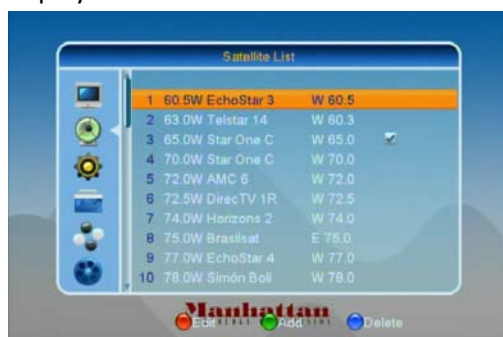 Satellite List
1 60.5W EchoStar 3 W 60.5
2 63.0W Telstar 14 W 60.3
3 65.0W Star One C W 65.0
4 70.0W Star One C W 70.0
5 72.0W AMC 6 W 72.0
6 72.5W DirecTV 1R W 72.5
7 74.0W Horizons 2 W 74.0
8 75.0W Brasilsat E 75.0
9 77.0W EchoStar 4 W 77.0
10 78.0W Simón Boli W 78.0
Manhattan
Edit Add Delete